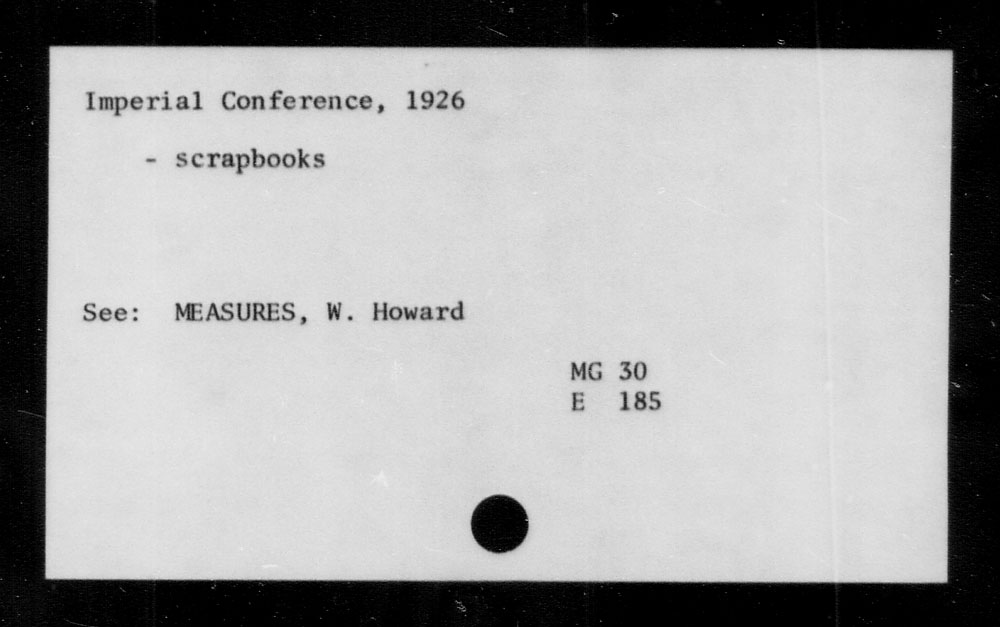 Imperial Conference, 1926
- scrapbooks
See: MEASURES, W. Howard
MG 30
E 185